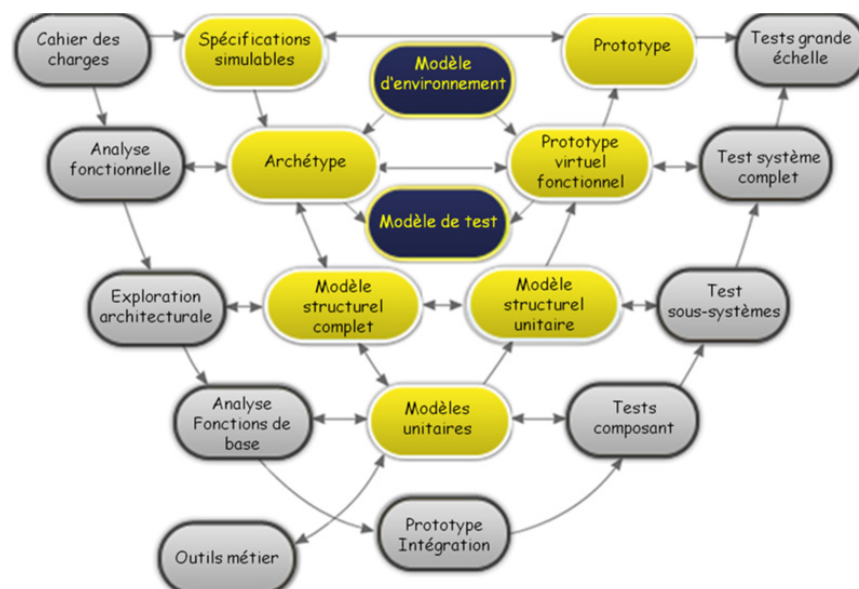 Cahier des
charges
Spécifications
simulables
Prototype
Tests grande
échelle
Modèle
d'environnement
Analyse
fonctionnelle
Archétype
Prototype
virtuel
fonctionnel
Test système
complet
Modèle de test
Exploration
architecturale
Modèle
structurel
complet
Modèle
structurel
unitaire
Test
sous-systèmes
Analyse
Fonctions de
base
Modèles
unitaires
Tests
composant
Outils métier
Prototype
Intégration